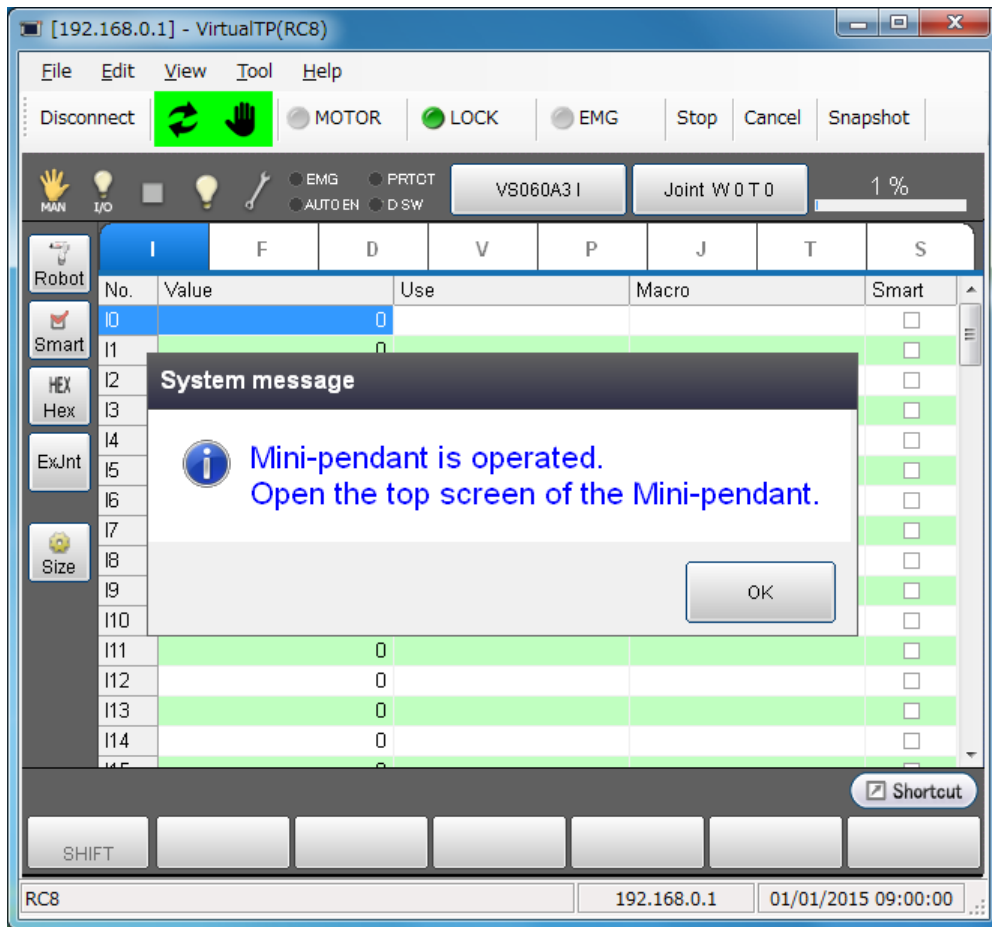 [192.168.0.1] - VirtualTP(RC8)
File Edit View Tool Help
Disconnect MOTOR LOCK EMG Stop Cancel Snapshot
MAN I/O EMG PRTCT VS060A3 I Joint W 0 T 0 1 %
AUTO EN D SW
I F D V P J T S
Robot
No. Value Use Macro Smart
I0 0
Smart
I1 0
I2
HEX
Hex
I3
I4
ExJnt
I5
I6
I7
Size
I8
I9
I10
System message
Mini-pendant is operated.
Open the top screen of the Mini-pendant.
OK
I11 0
I12 0
I13 0
I14 0
I15 0
Shortcut
SHIFT
RC8 192.168.0.1 01/01/2015 09:00:00